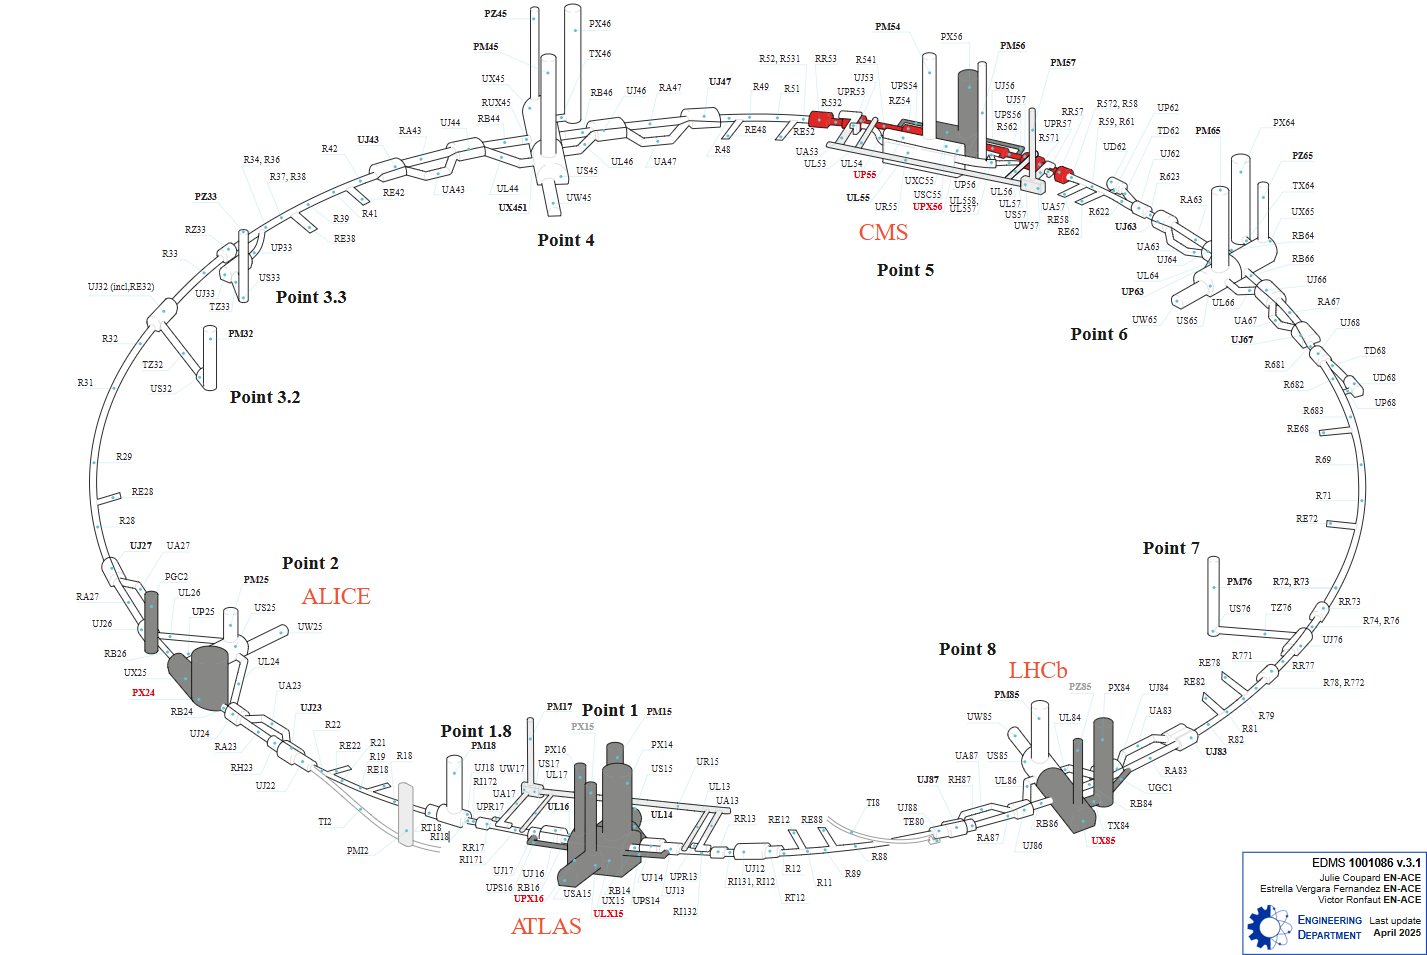 PZ45
PX46
PM45
TX46
UX45
RUX45
RB44
RB46
UJ46
RA47
UJ47
R49
R51
R52, R531
RR53
R541
UJ53
UPR53
R532
UPS54
RZ54
PM54
PX56
PM56
PM57
UJ56
UJ57
UPS56
R562
RR57
UPR57
R571
R572, R58
R59, R61
UP62
TD62
UD62
UJ62
R623
PM65
PX64
PZ65
TX64
UX65
RB64
RB66
UJ66
RA67
UJ68
RA63
UJ44
RA43
UJ43
R42
R34, R36
R37, R38
PZ33
RZ33
R33
UP33
US33
UJ33
TZ33
Point 3.3
RE38
R39
R41
RE42
UA43
UL44
UX451
UW45
US45
UL46
UA47
R48
RE48
RE52
Point 4
UA53
UL53
UL54
UP55
UL55
UR55
UXC55
USC55
UPX56
UP56
UL558,
UL557
UL56
UL57
US57
UW57
UA57
RE58
RE62
R622
UJ63
UA63
UJ64
UL64
UP63
UW65
US65
UL66
UA67
UJ67
CMS
Point 5
Point 6
R681
R682
R683
TD68
UD68
UP68
RE68
R69
R71
RE72
UJ32 (incl,RE32)
R32
TZ32
US32
PM32
Point 3.2
R31
R29
RE28
R28
UJ27
UA27
PGC2
UL26
UP25
PM25
US25
UW25
UL24
UA23
UJ23
Point 2
ALICE
RA27
UJ26
RB26
UX25
PX24
RB24
UJ24
RA23
RH23
UJ22
R22
RE22
R21
R19
RE18
R18
TI2
PMI2
RT18
RI18
Point 1.8
PM18
UJ18
RI172
UA17
UPR17
RR17
RI171
UJ17
UPS16
UPX16
RB16
UJ16
UW17
PM17
US17
UL17
PX16
PX15
UL16
Point 1
PM15
PX14
US15
UL14
UR15
UL13
UA13
RR13
USA15
RB14
UX15
ULX15
UPS14
UJ14
UJ13
UPR13
RI132
RI131, RI12
UJ12
RT12
R12
R11
RE12
RE88
R89
R88
TI8
ATLAS
UJ88
TE80
UJ87
RH87
UA87
US85
UL86
UW85
PM85
RA87
UJ86
RB86
UX85
TX84
RB84
UGC1
RA83
UJ83
UA83
UJ84
PX84
PZ85
UL84
Point 8
LHCb
Point 7
PM76
US76
TZ76
R72, R73
RR73
R74, R76
UJ76
RR77
R771
R78, R772
RE78
RE82
R79
R81
R82
EDMS 1001086 v.3.1
Julie Coupard EN-ACE
Estrella Vergara Fernandez EN-ACE
Victor Ronfaut EN-ACE
ENGINEERING
DEPARTMENT
Last update
April 2025